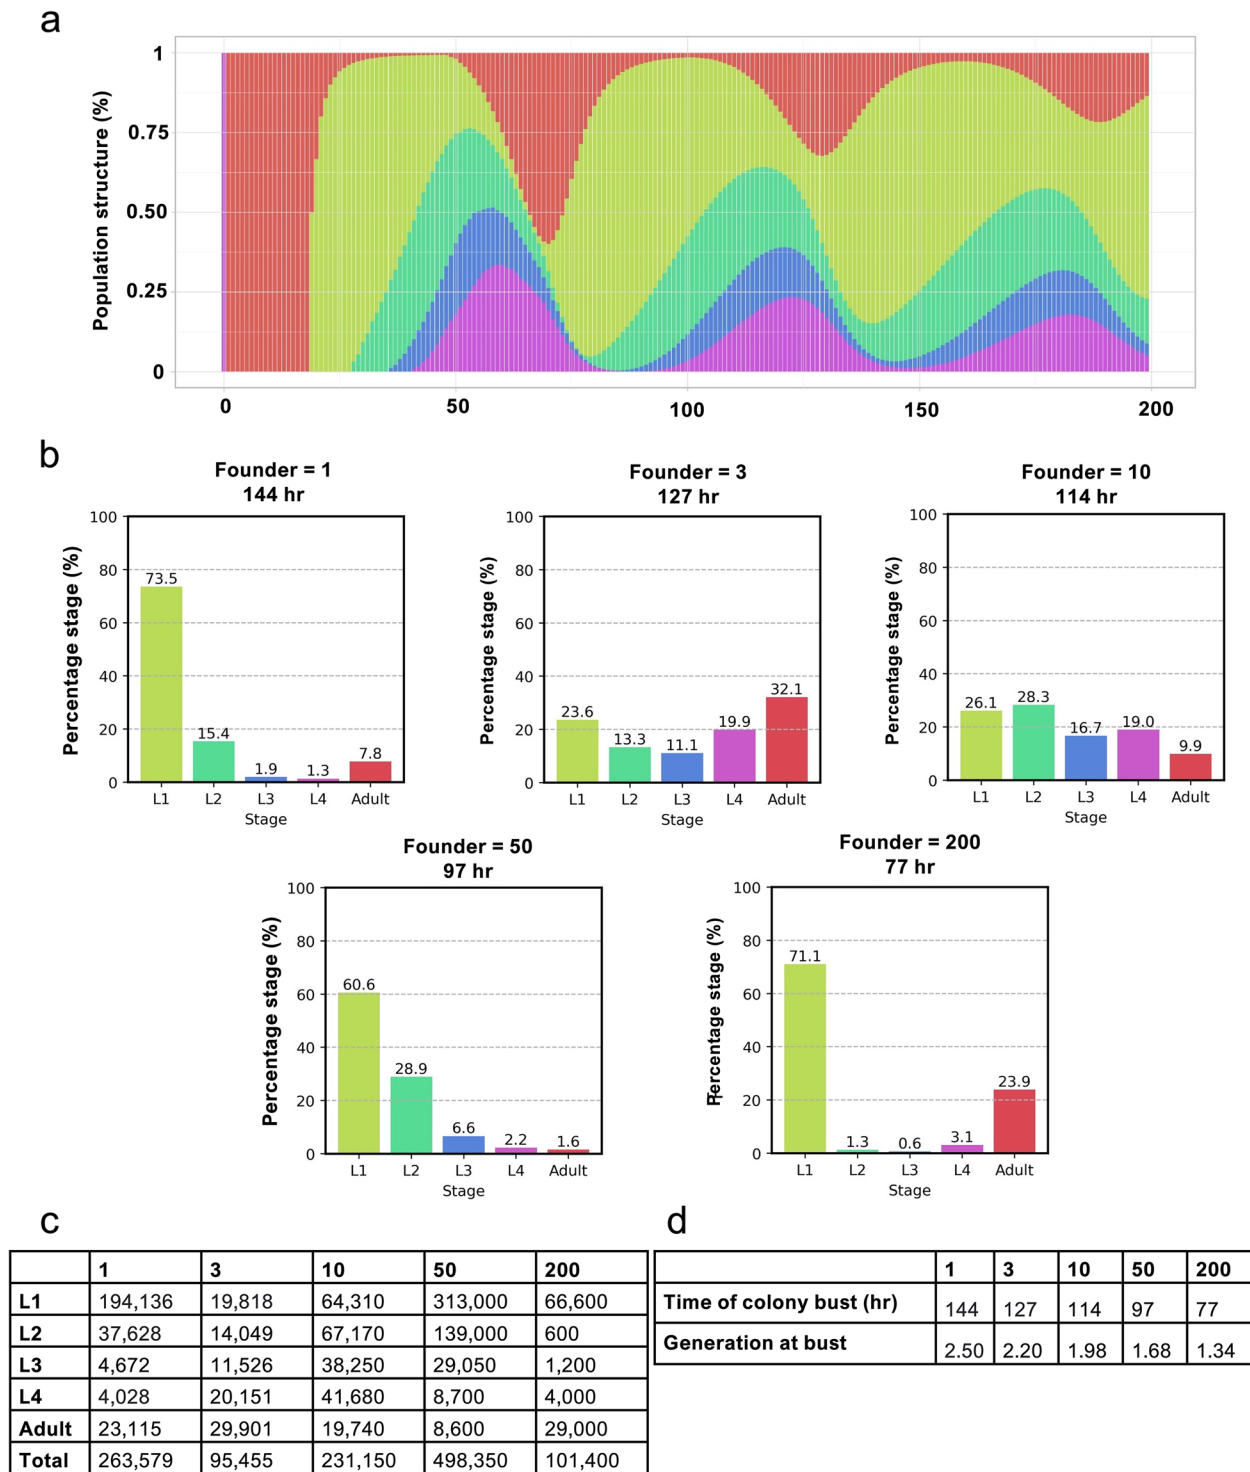 a
Population structure (%)
1
0.75
0.50
0.25
0
0 50 100 150 200
b
Founder = 1
144 hr
Percentage stage (%)
100
80
60
40
20
0
73.5 15.4 1.9 1.3 7.8
L1 L2 L3 L4 Adult
Stage
Founder = 3
127 hr
Percentage stage (%)
100
80
60
40
20
0
23.6 13.3 11.1 19.9 32.1
L1 L2 L3 L4 Adult
Stage
Founder = 10
114 hr
Percentage stage (%)
100
80
60
40
20
0
26.1 28.3 16.7 19.0 9.9
L1 L2 L3 L4 Adult
Stage
Founder = 50
97 hr
Percentage stage (%)
100
80
60
40
20
0
60.6 28.9 6.6 2.2 1.6
L1 L2 L3 L4 Adult
Stage
Founder = 200
77 hr
Percentage stage (%)
100
80
60
40
20
0
71.1 1.3 0.6 3.1 23.9
L1 L2 L3 L4 Adult
Stage
c
1 3 10 50 200
L1 194,136 19,818 64,310 313,000 66,600
L2 37,628 14,049 67,170 139,000 600
L3 4,672 11,526 38,250 29,050 1,200
L4 4,028 20,151 41,680 8,700 4,000
Adult 23,115 29,901 19,740 8,600 29,000
Total 263,579 95,455 231,150 498,350 101,400
d
1 3 10 50 200
Time of colony bust (hr) 144 127 114 97 77
Generation at bust 2.50 2.20 1.98 1.68 1.34